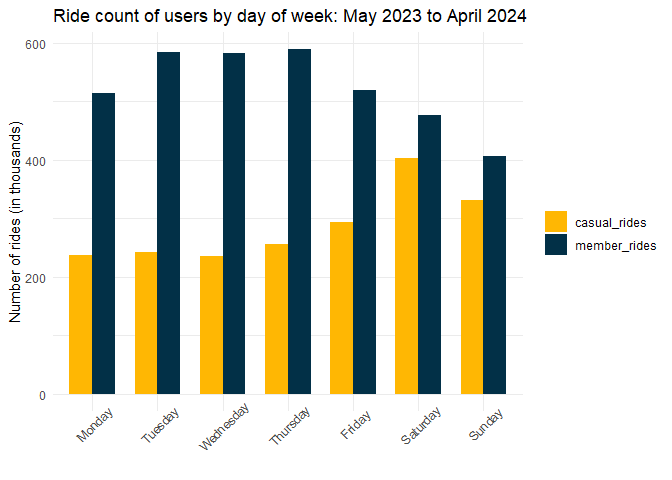 Ride count of users by day of week: May 2023 to April 2024
Number of rides (in thousands)
600
400
200
0
Monday
Tuesday
Wednesday
Thursday
Friday
Saturday
Sunday
casual_rides
member_rides